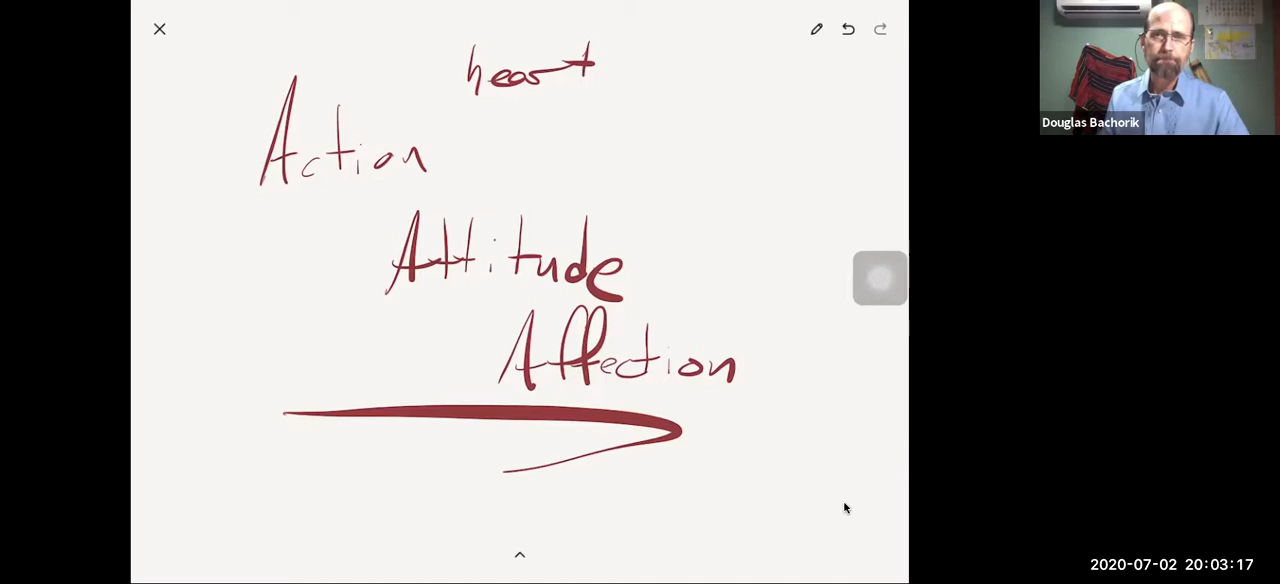 heart
Action
Attitude
Affection
Douglas Bachorik
2020-07-02 20:03:17